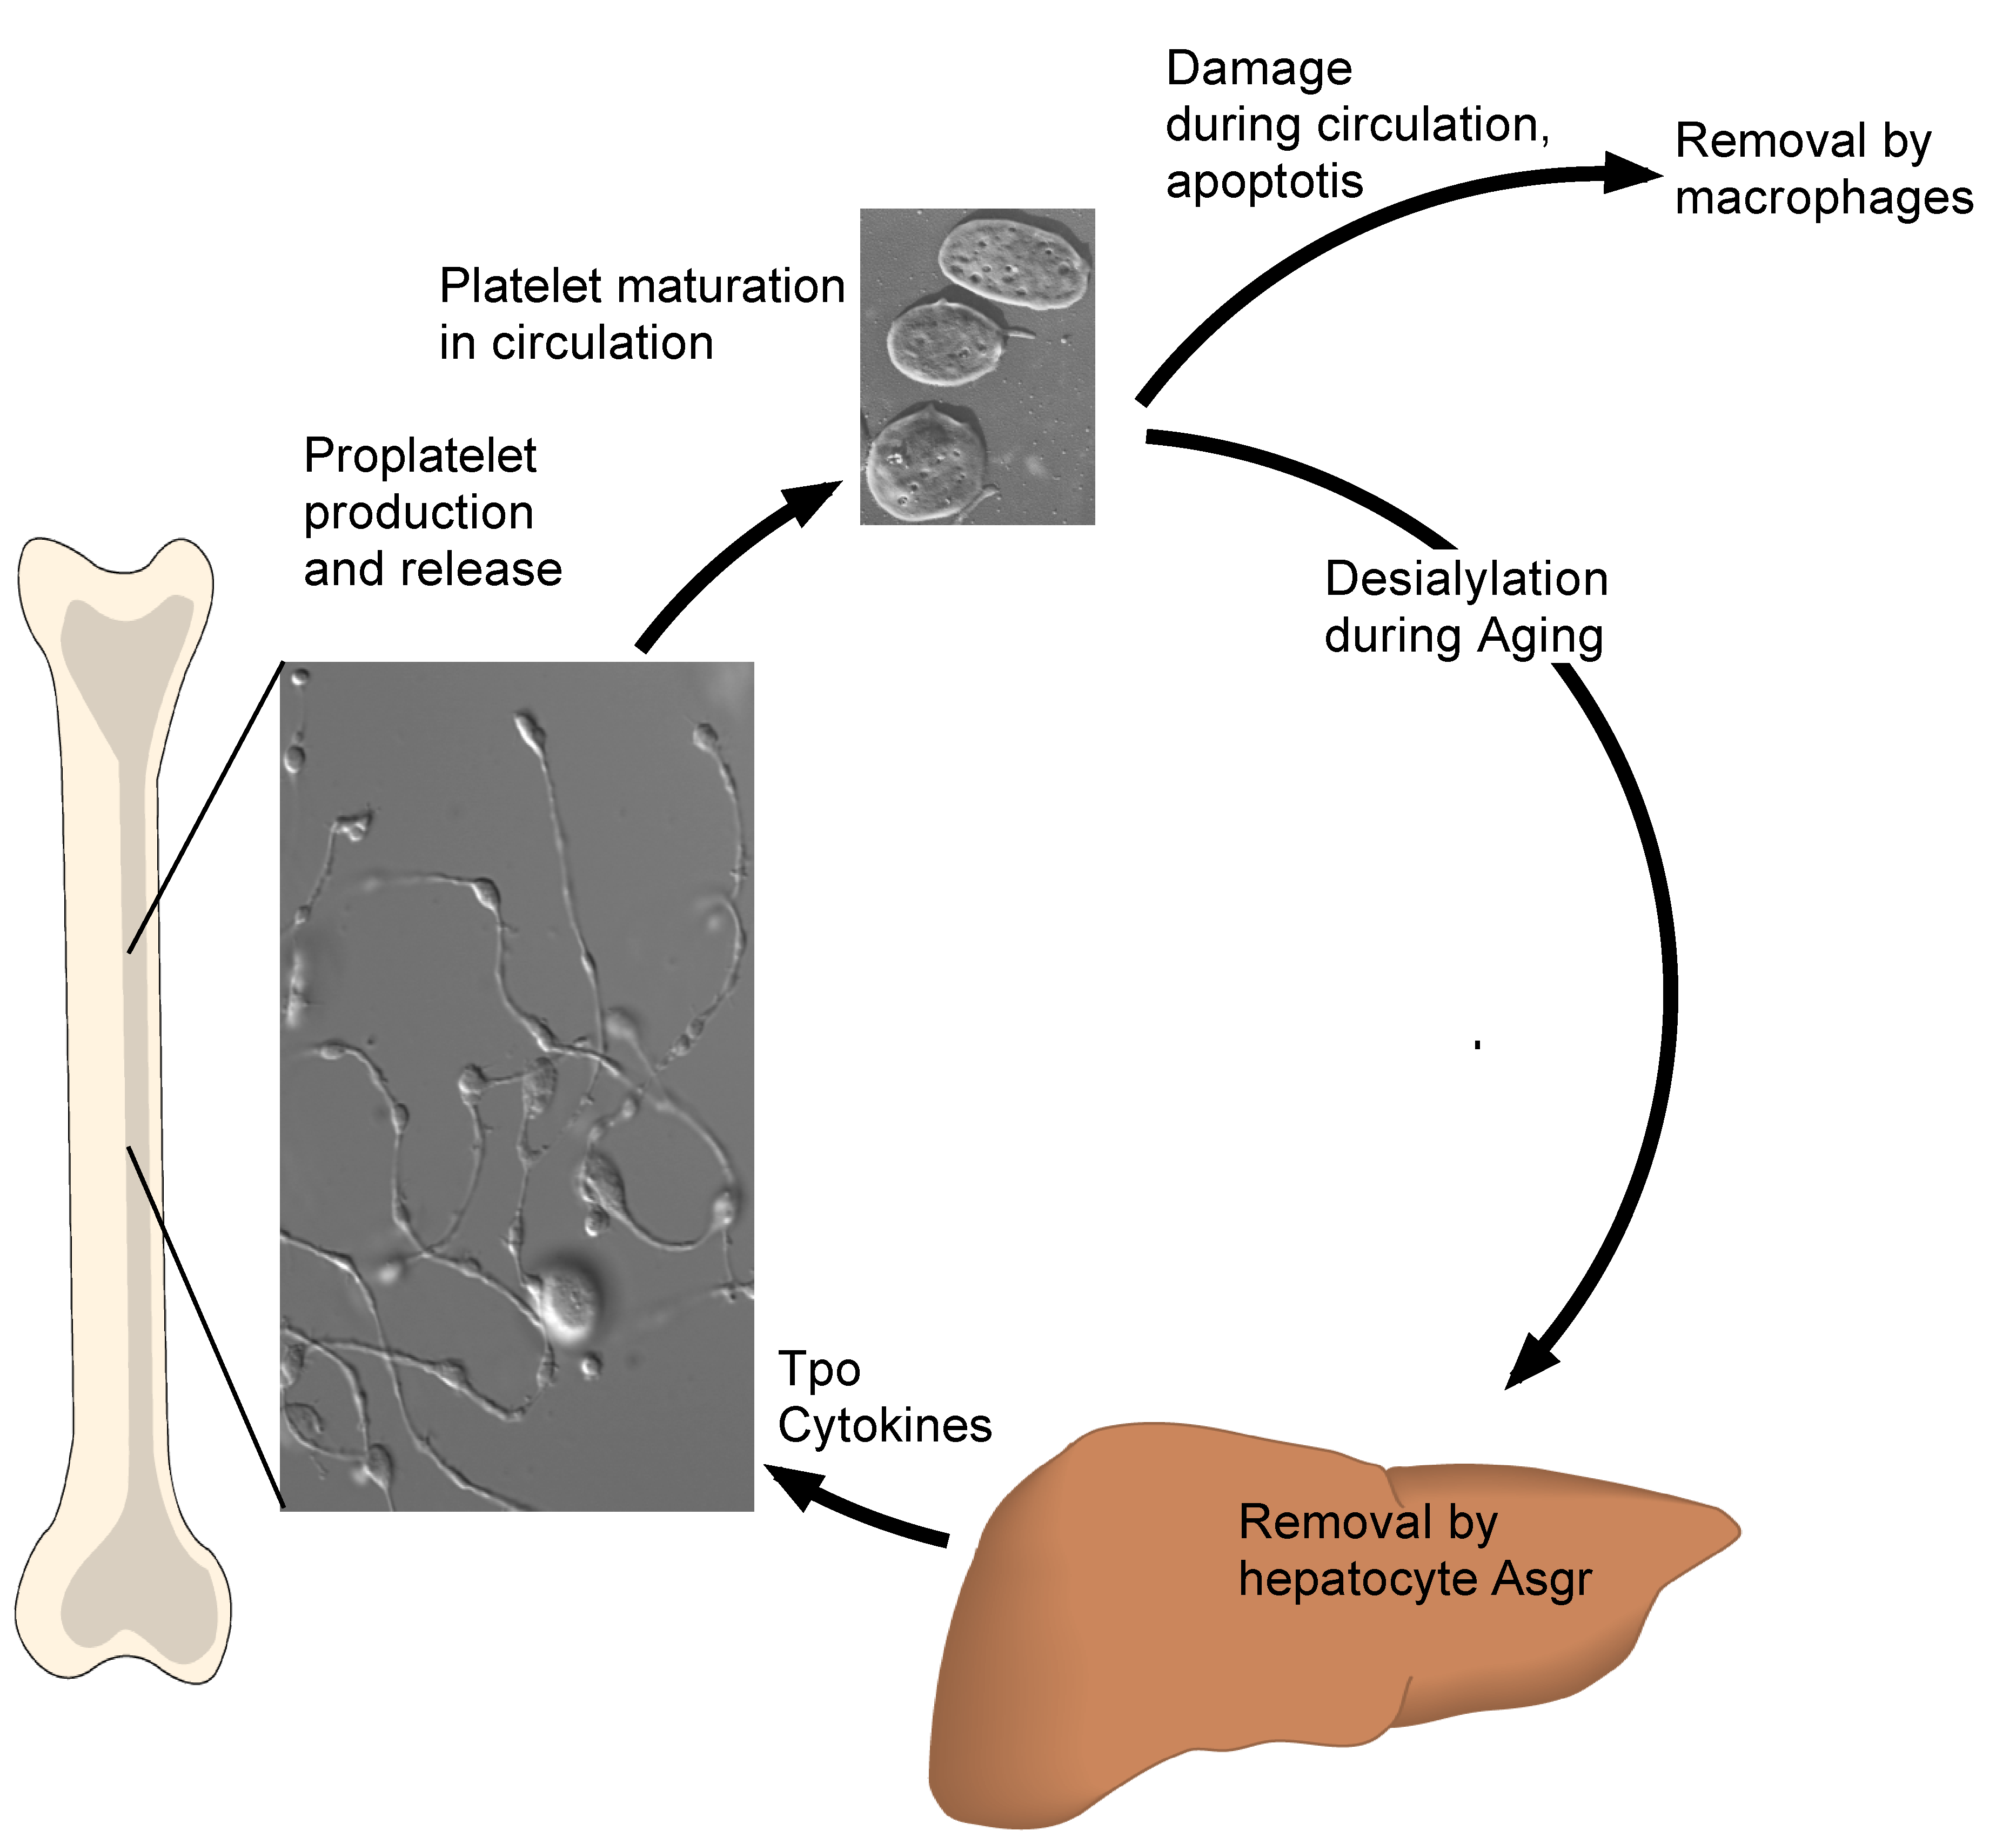 Damage
during circulation,
apoptotis
Removal by
macrophages
Platelet maturation
in circulation
Proplatelet
production
and release
Desialylation
during Aging
Tpo
Cytokines
Removal by
hepatocyte Asgr